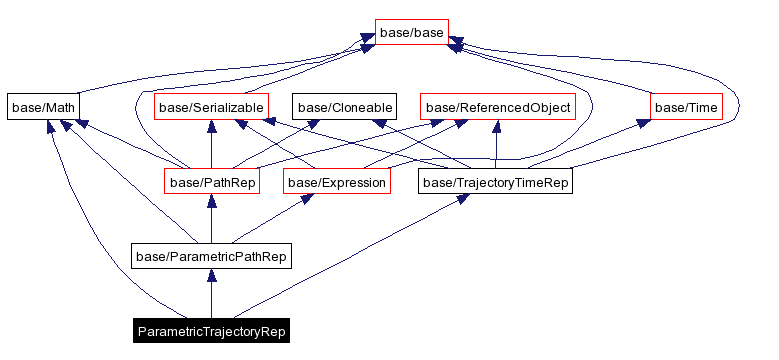 base/base
base/Math
base/Serializable
base/Cloneable
base/ReferencedObject
base/Time
base/PathRep
base/Expression
base/TrajectoryTimeRep
base/ParametricPathRep
ParametricTrajectoryRep